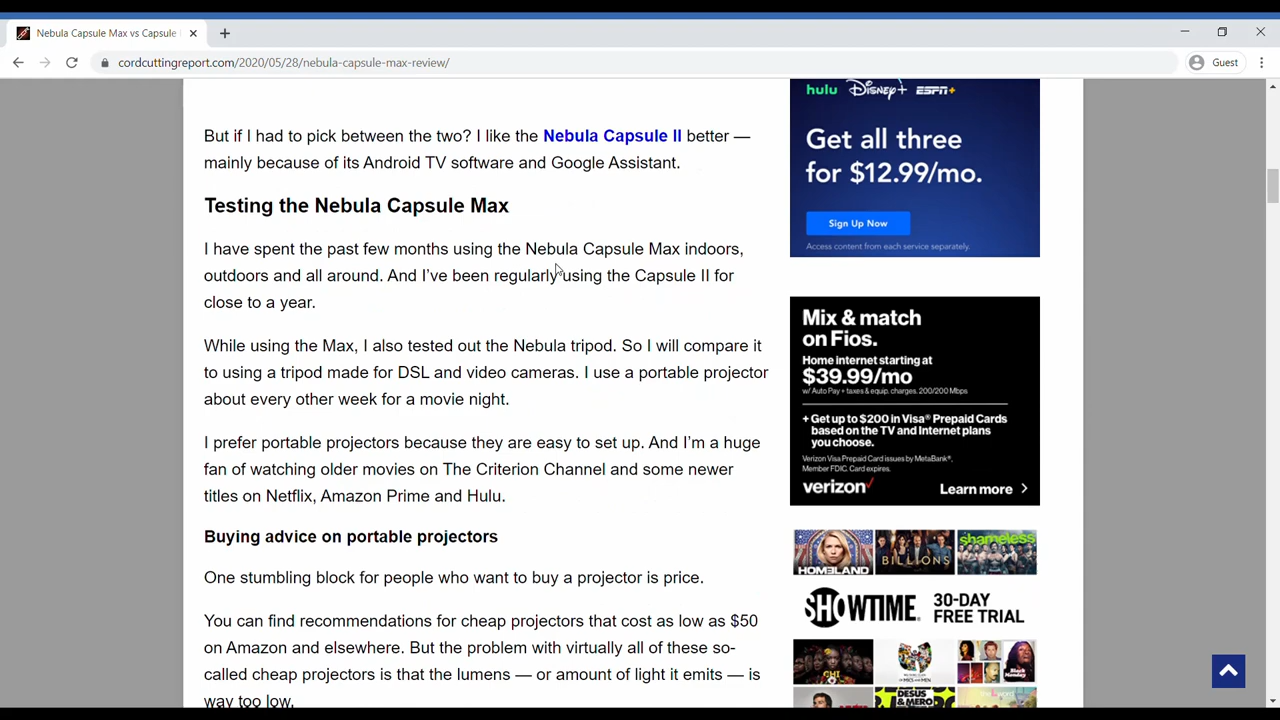 Nebula Capsule Max vs Capsule
cordcuttingreport.com/2020/05/28/nebula-capsule-max-review/
Guest
But if I had to pick between the two? I like the Nebula Capsule II better —
mainly because of its Android TV software and Google Assistant.
Testing the Nebula Capsule Max
I have spent the past few months using the Nebula Capsule Max indoors,
outdoors and all around. And I've been regularly using the Capsule II for
close to a year.
While using the Max, I also tested out the Nebula tripod. So I will compare it
to using a tripod made for DSL and video cameras. I use a portable projector
about every other week for a movie night.
I prefer portable projectors because they are easy to set up. And I'm a huge
fan of watching older movies on The Criterion Channel and some newer
titles on Netflix, Amazon Prime and Hulu.
Buying advice on portable projectors
One stumbling block for people who want to buy a projector is price.
You can find recommendations for cheap projectors that cost as low as $50
on Amazon and elsewhere. But the problem with virtually all of these so-
called cheap projectors is that the lumens — or amount of light it emits — is
way too low.
hulu Disney+ ESPN+
Get all three
for $12.99/mo.
Sign Up Now
Access content from each service separately.
Mix & match
on Fios.
Home internet starting at
$39.99/mo
w/ Auto Pay + taxes & equip. charges. 200/200 Mbps
+ Get up to $200 in Visa® Prepaid Cards
based on the TV and Internet plans
you choose.
Verizon Visa Prepaid Card issues by MetaBank®,
Member FDIC. Card expires.
verizon
Learn more
HOMELAND
BILLIONS
shameless
SHOWTIME.
30-DAY
FREE TRIAL
CHI
DESUS
& MERO